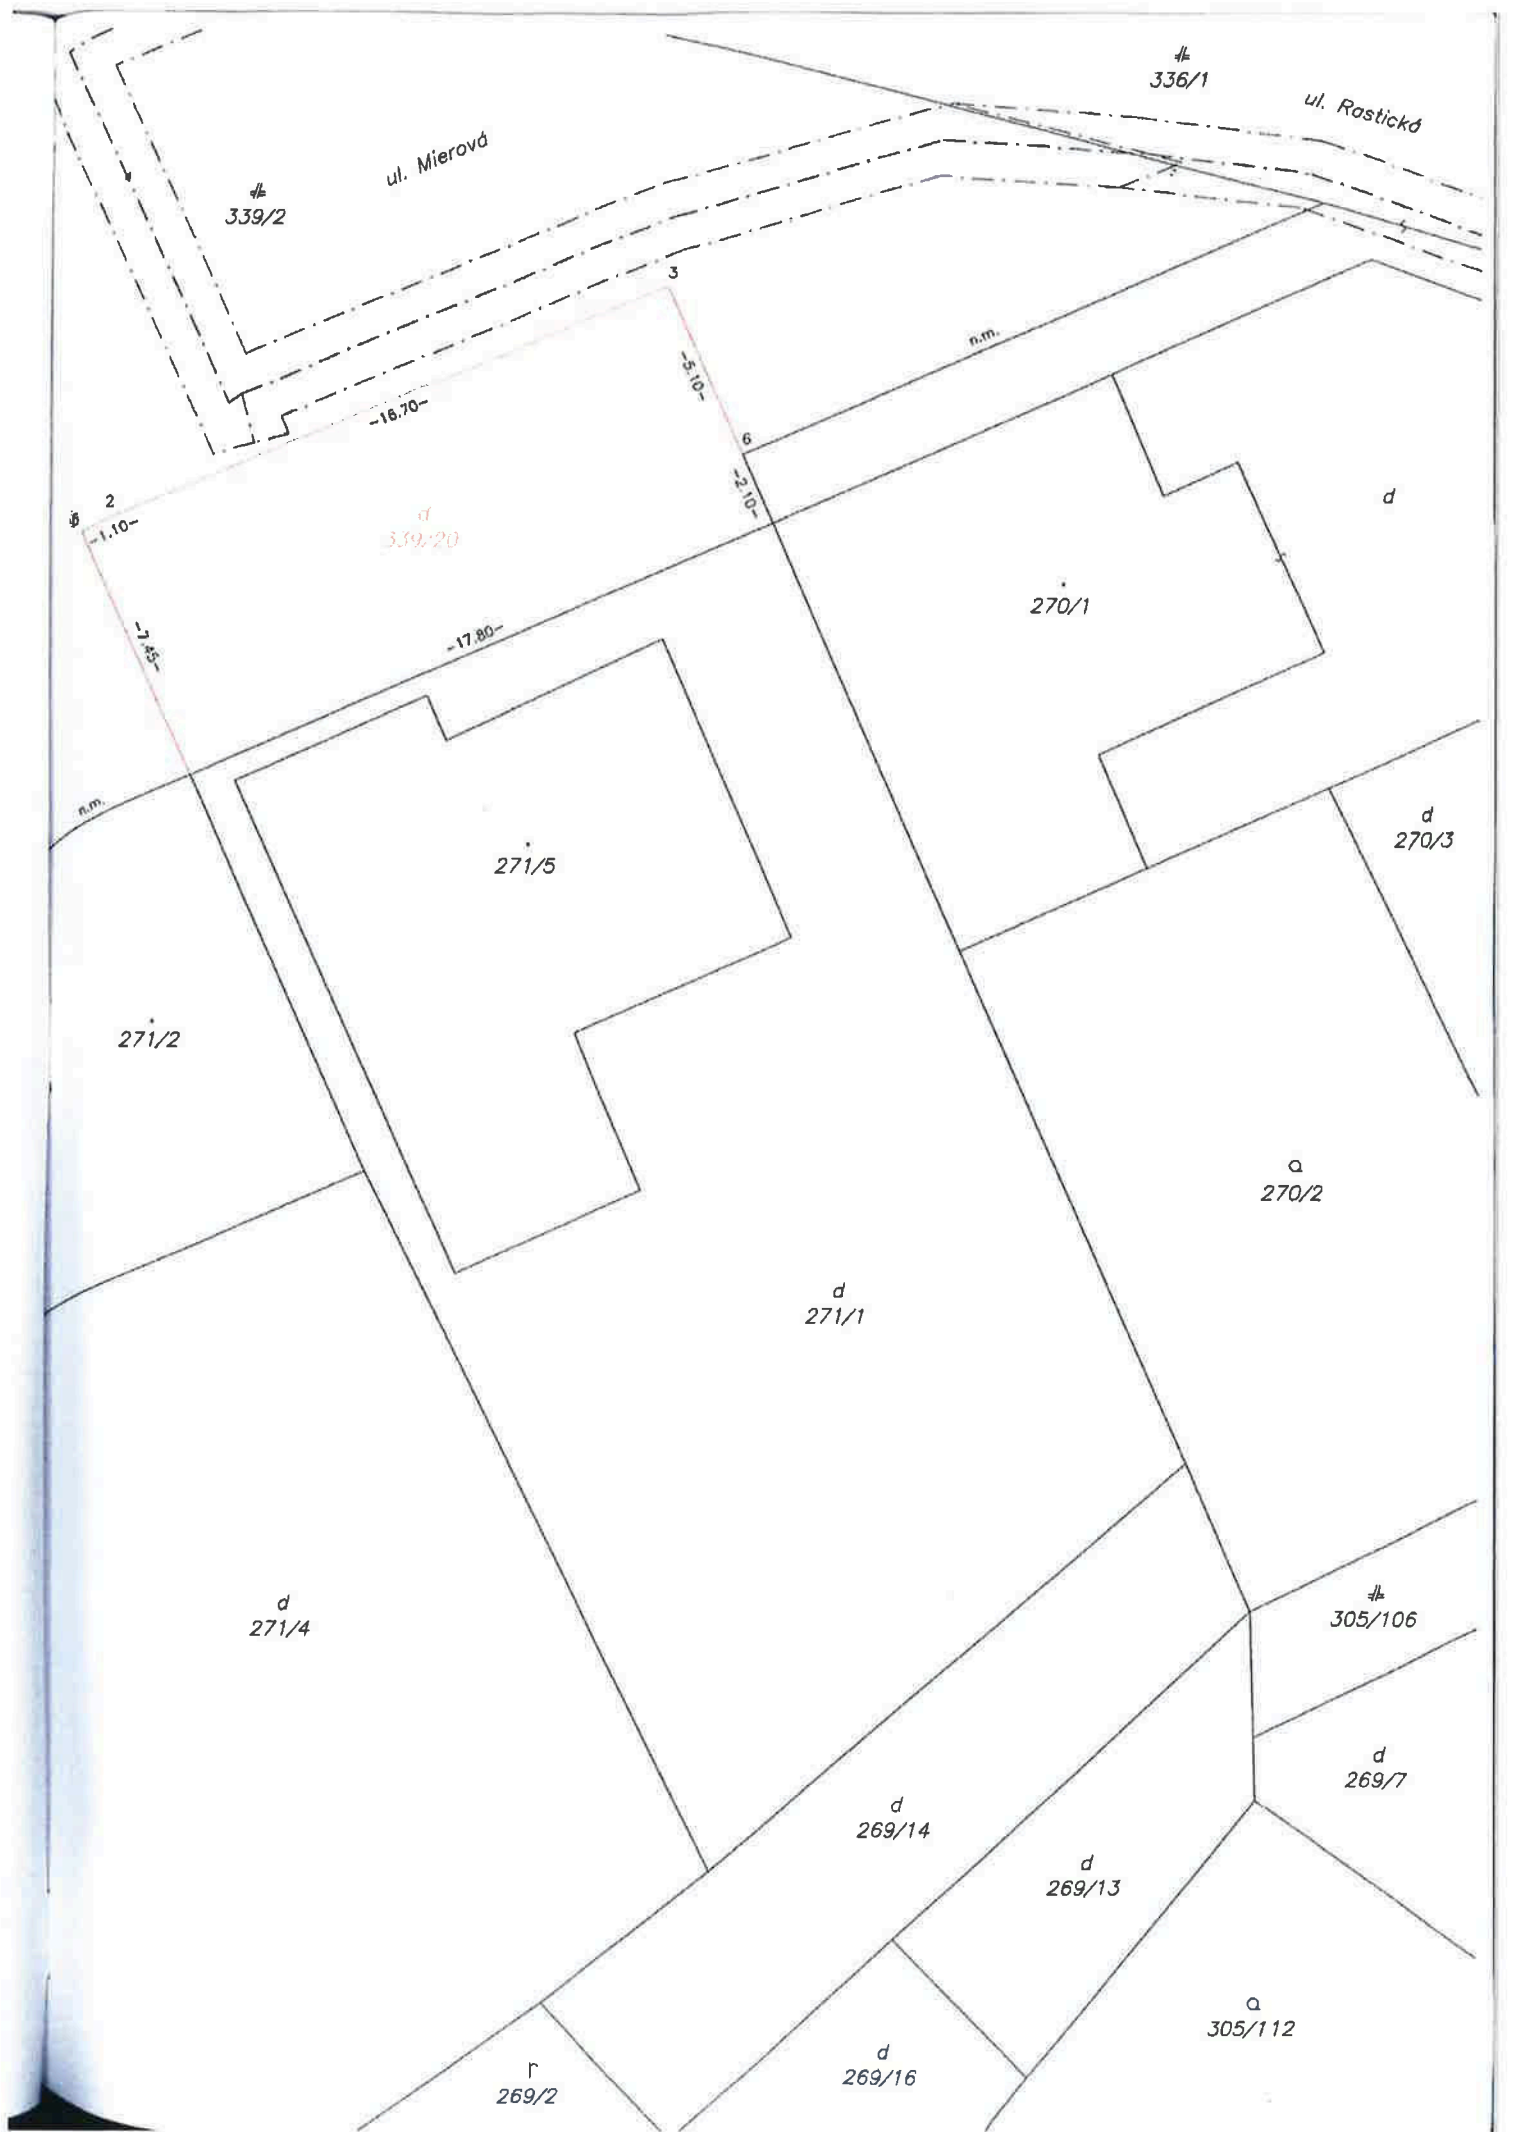 336/1
ul. Rastická
ul. Mierová
339/2
3
n.m.
-5.10-
-16.70-
6
-2.10-
2
-1.10-
d
339/20
d
270/1
-7.45-
-17.80-
n.m.
d
270/3
271/5
271/2
a
270/2
d
271/1
d
271/4
305/106
d
269/7
d
269/14
d
269/13
a
305/112
d
269/16
r
269/2